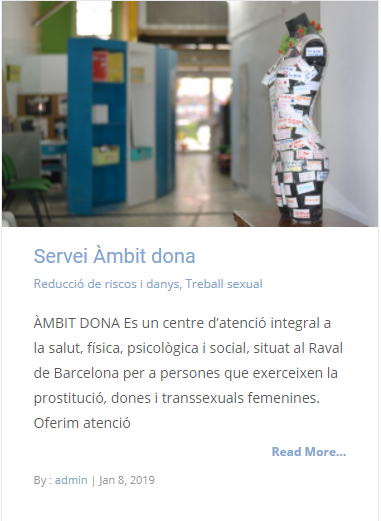 Servei Àmbit dona
Reducció de riscos i danys, Treball sexual
ÀMBIT DONA Es un centre d'atenció integral a
la salut, física, psicològica i social, situat al Raval
de Barcelona per a persones que exerceixen la
prostitució, dones i transsexuals femenines.
Oferim atenció
Read More...
By : admin | Jan 8, 2019